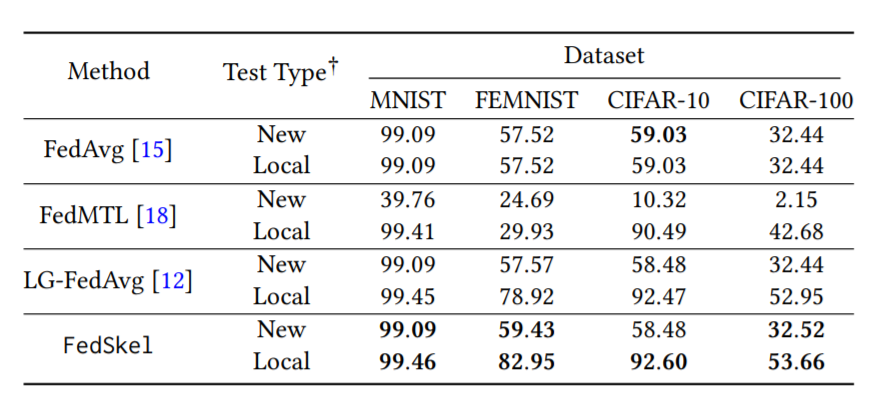 Method Test Type† Dataset
MNIST FEMNIST CIFAR-10 CIFAR-100
FedAvg [15] New 99.09 57.52 59.03 32.44
Local 99.09 57.52 59.03 32.44
FedMTL [18] New 39.76 24.69 10.32 2.15
Local 99.41 29.93 90.49 42.68
LG-FedAvg [12] New 99.09 57.57 58.48 32.44
Local 99.45 78.92 92.47 52.95
FedSkel New 99.09 59.43 58.48 32.52
Local 99.46 82.95 92.60 53.66